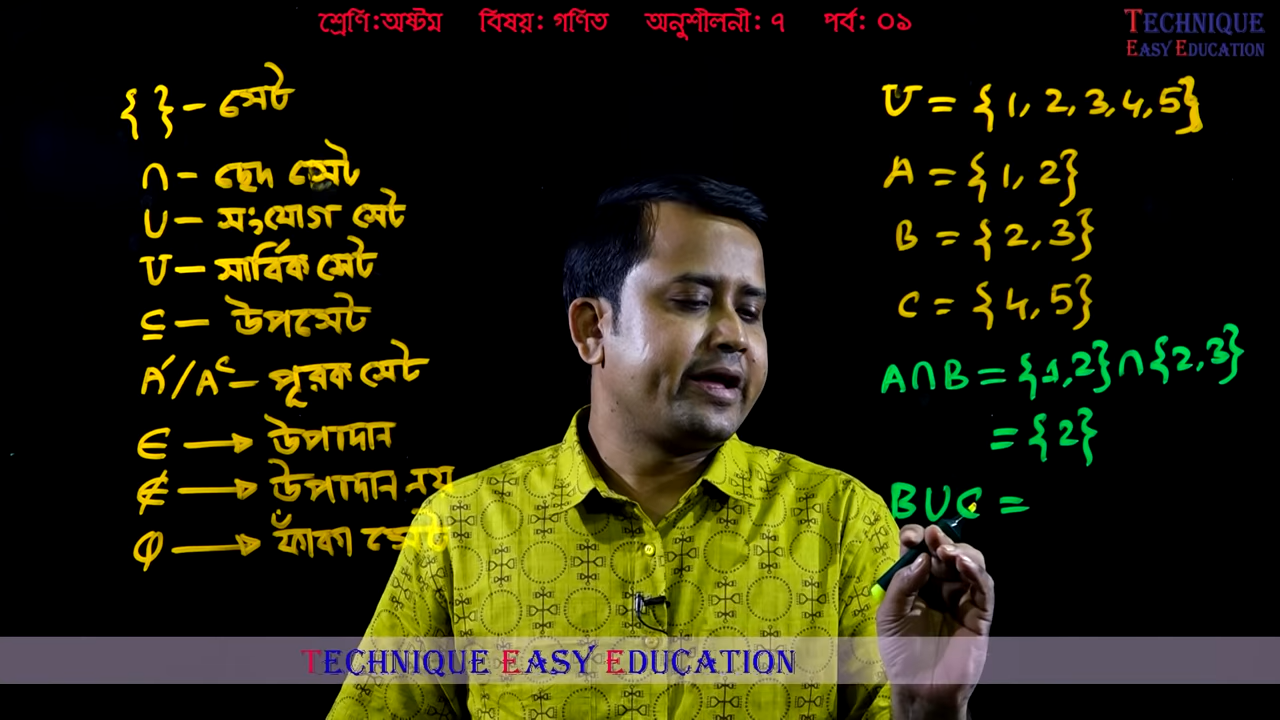 শ্রেণি:অষ্টম বিষয়: গণিত অনুশীলনী: ৭ পর্ব: ০১
TECHNIQUE
EASY EDUCATION
{ } - সেট
∩ - ছেদ সেট
∪ - সংযোগ সেট
U - সার্বিক সেট
⊆ - উপসেট
A′/Aᶜ - পূরক সেট
∈ → উপাদান
∉ → উপাদান নয়
φ → ফাঁকা সেট
U = {1, 2, 3, 4, 5}
A = {1, 2}
B = {2, 3}
C = {4, 5}
A∩B = {1,2}∩{2,3}
= {2}
B∪C =
TECHNIQUE EASY EDUCATION